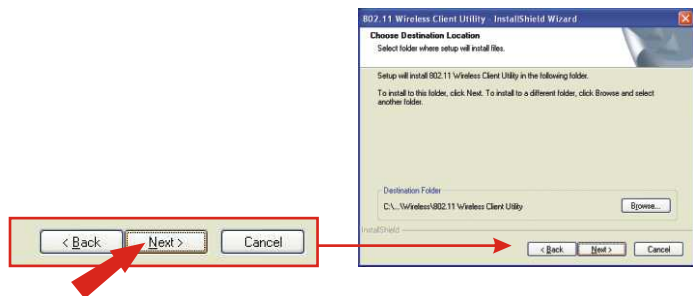 802.11 Wireless Client Utility - InstallShield Wizard
Choose Destination Location
Select folder where setup will install files.
Setup will install 802.11 Wireless Client Utility in the following folder.
To install to this folder, click Next. To install to a different folder, click Browse and select
another folder.
Destination Folder
C:\...\Wireless\802.11 Wireless Client Utility
Browse...
InstallShield
< Back
Next >
Cancel
< Back
Next >
Cancel